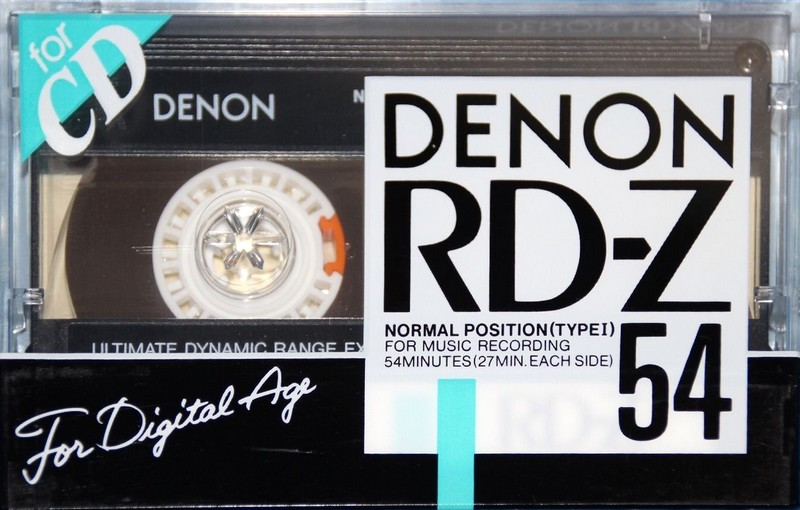 for
CD
DENON
N
DENON
RD-Z
NORMAL POSITION(TYPEI)
FOR MUSIC RECORDING
54MINUTES(27MIN.EACH SIDE)
54
ULTIMATE DYNAMIC RANGE EX
For Digital Age